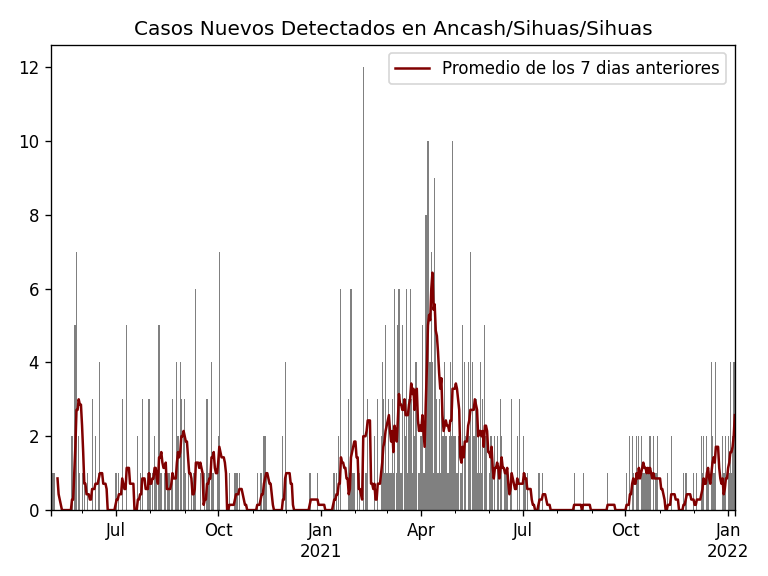 Casos Nuevos Detectados en Ancash/Sihuas/Sihuas
Promedio de los 7 dias anteriores
12
10
8
6
4
2
0
Jul
Oct
Jan
2021
Apr
Jul
Oct
Jan
2022